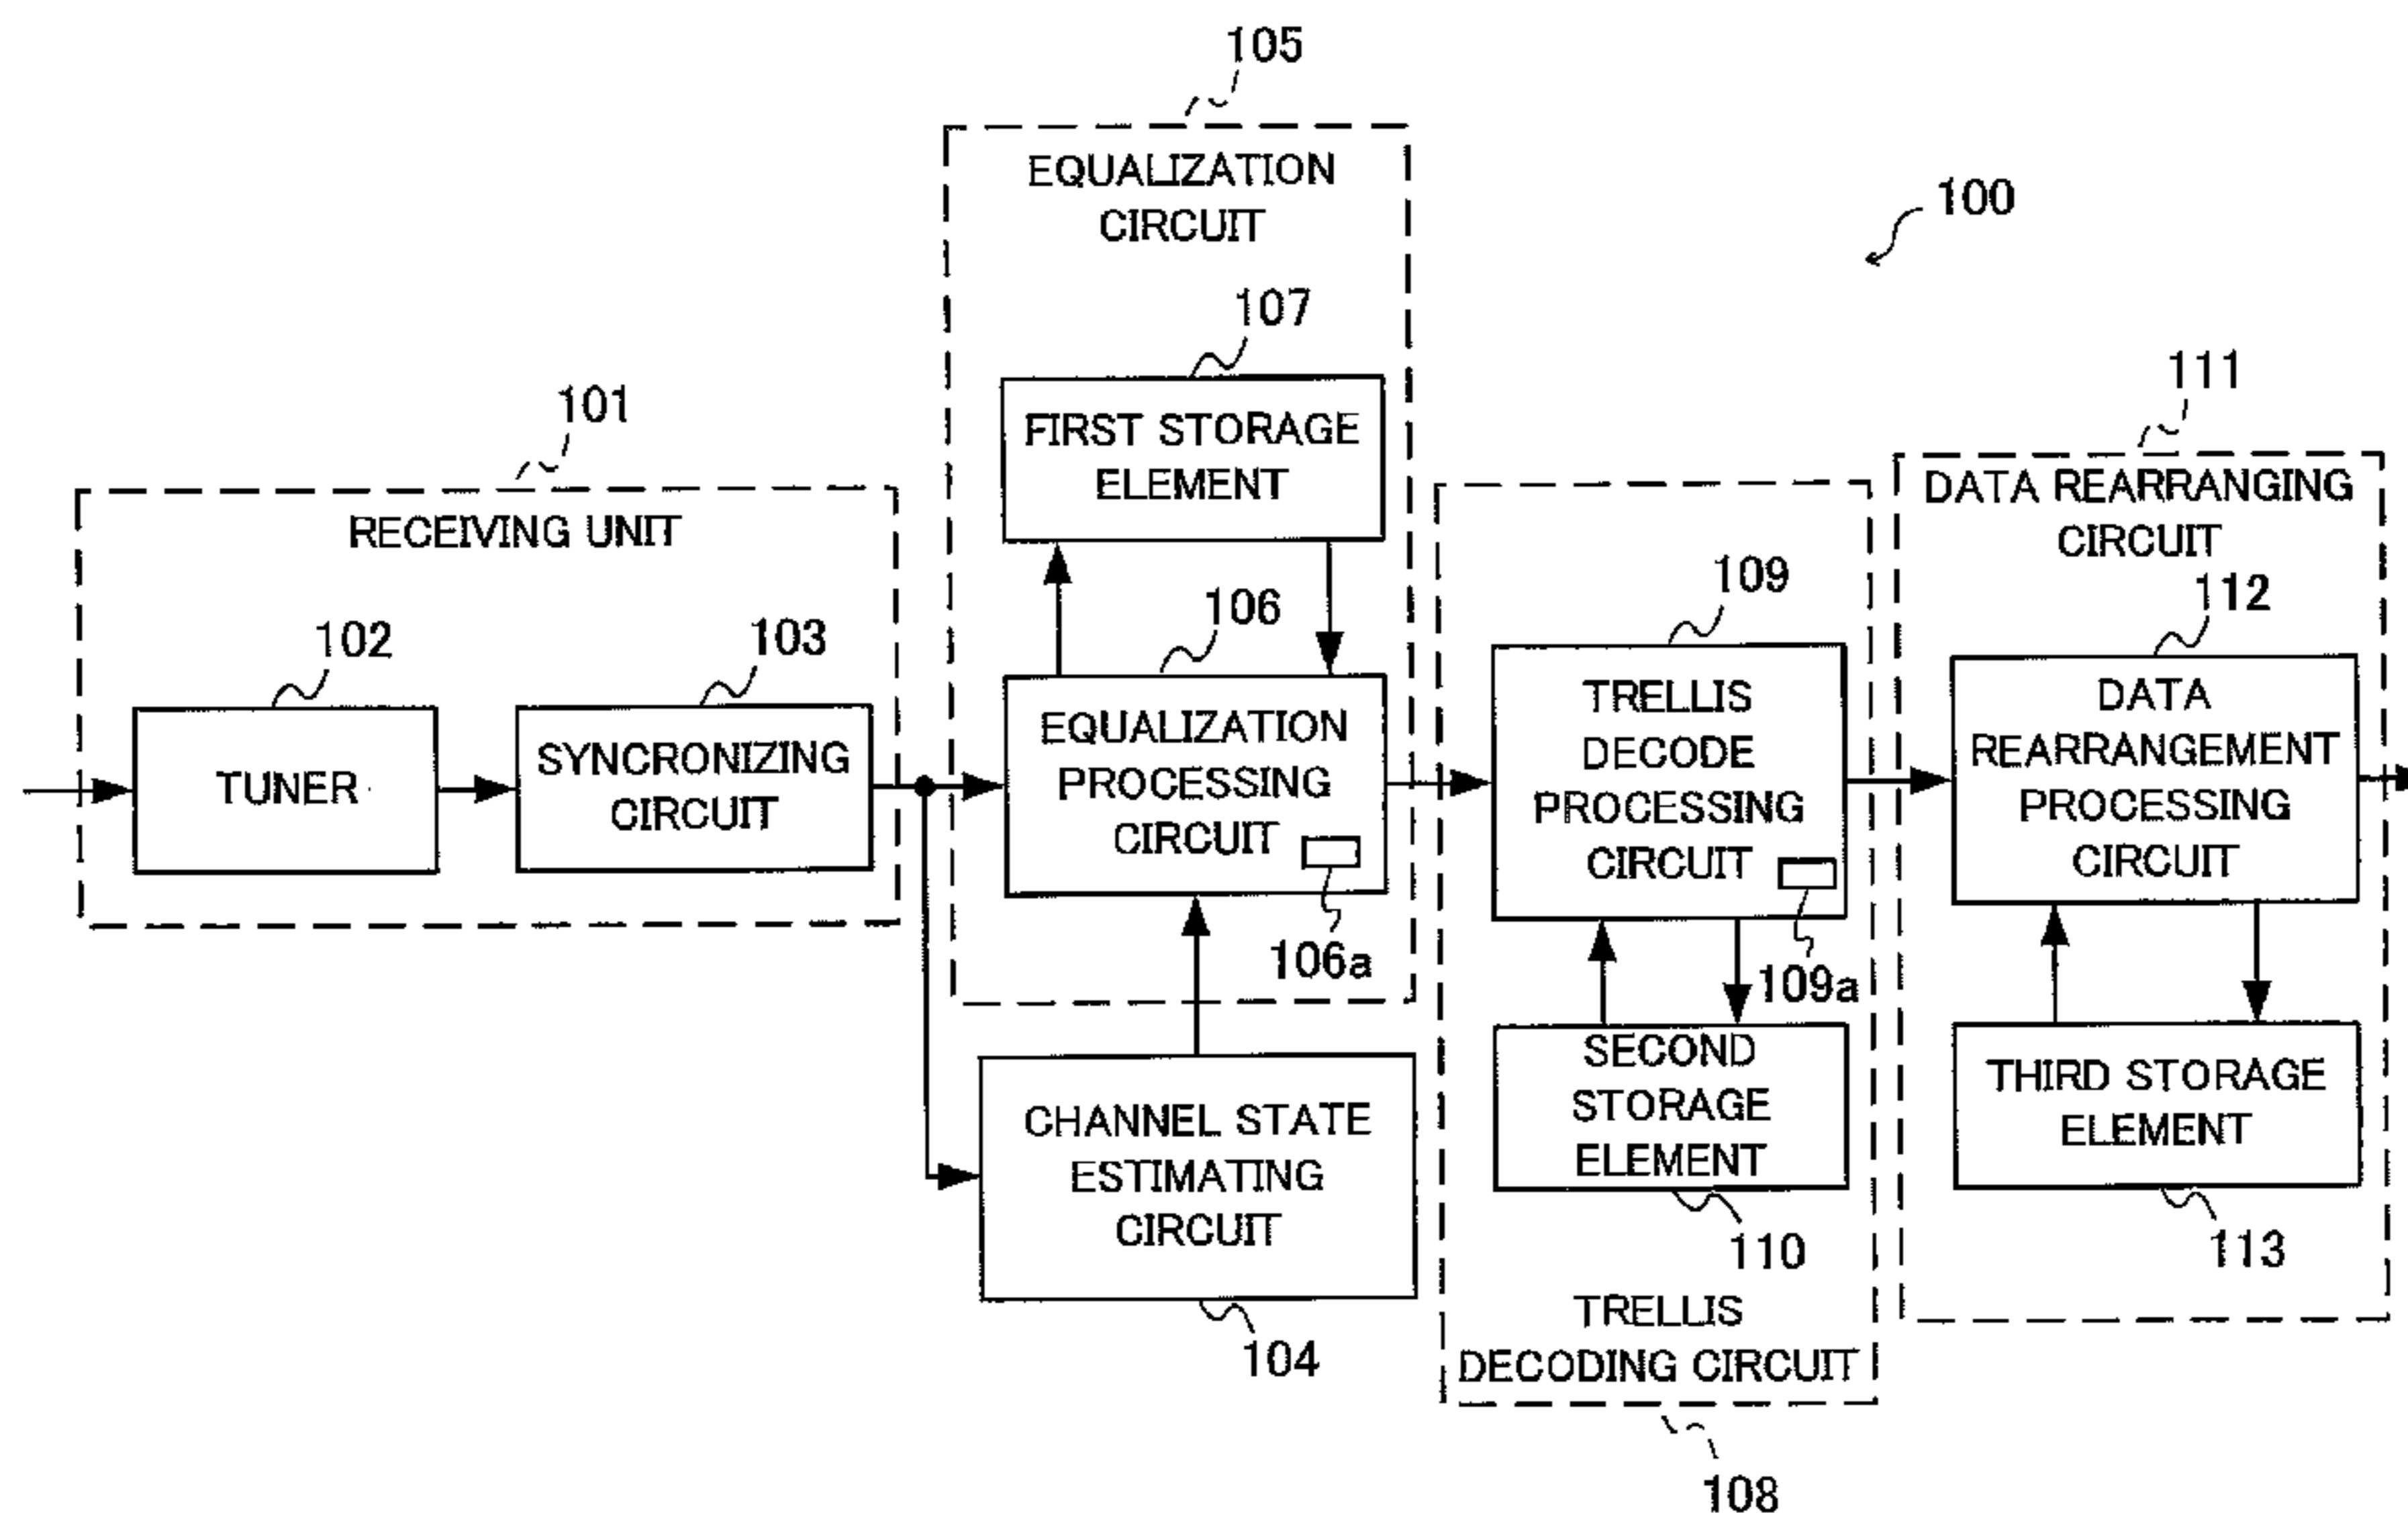 105
EQUALIZATION
CIRCUIT
100
107
111
101
FIRST STORAGE
ELEMENT
DATA REARRANGING
CIRCUIT
RECEIVING UNIT
109
112
106
102
103
TRELLIS
DECODE
PROCESSING
CIRCUIT
DATA
REARRANGEMENT
PROCESSING
CIRCUIT
EQUALIZATION
PROCESSING
CIRCUIT
TUNER
SYNCRONIZING
CIRCUIT
106a
109a
SECOND
STORAGE
ELEMENT
THIRD STORAGE
ELEMENT
CHANNEL STATE
ESTIMATING
CIRCUIT
110
113
104
TRELLIS
DECODING CIRCUIT
108